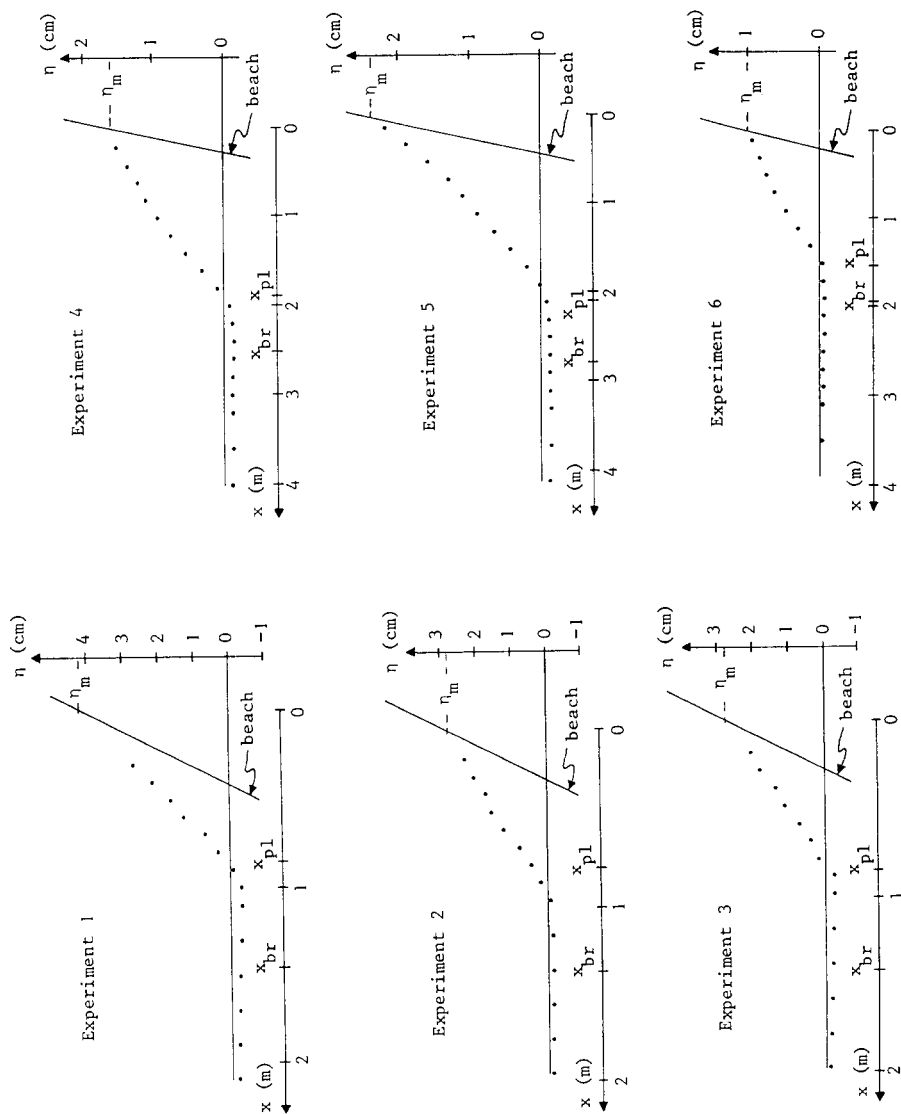 η (cm)
4
3
2
1
0
-1
η_m
Experiment 1
beach
x_br
x_pl
2 1 0
x (m)
η (cm)
3
2
1
0
-1
η_m
Experiment 2
beach
x_br
x_pl
2 1 0
x (m)
η (cm)
3
2
1
0
-1
η_m
Experiment 3
beach
x_br
x_pl
2 1 0
x (m)
η (cm)
2
1
0
η_m
Experiment 4
beach
x_br
x_pl
4 3 2 1 0
x (m)
η (cm)
2
1
0
η_m
Experiment 5
beach
x_br
x_pl
4 3 2 1 0
x (m)
η (cm)
1
0
η_m
Experiment 6
beach
x_br
x_pl
4 3 2 1 0
x (m)